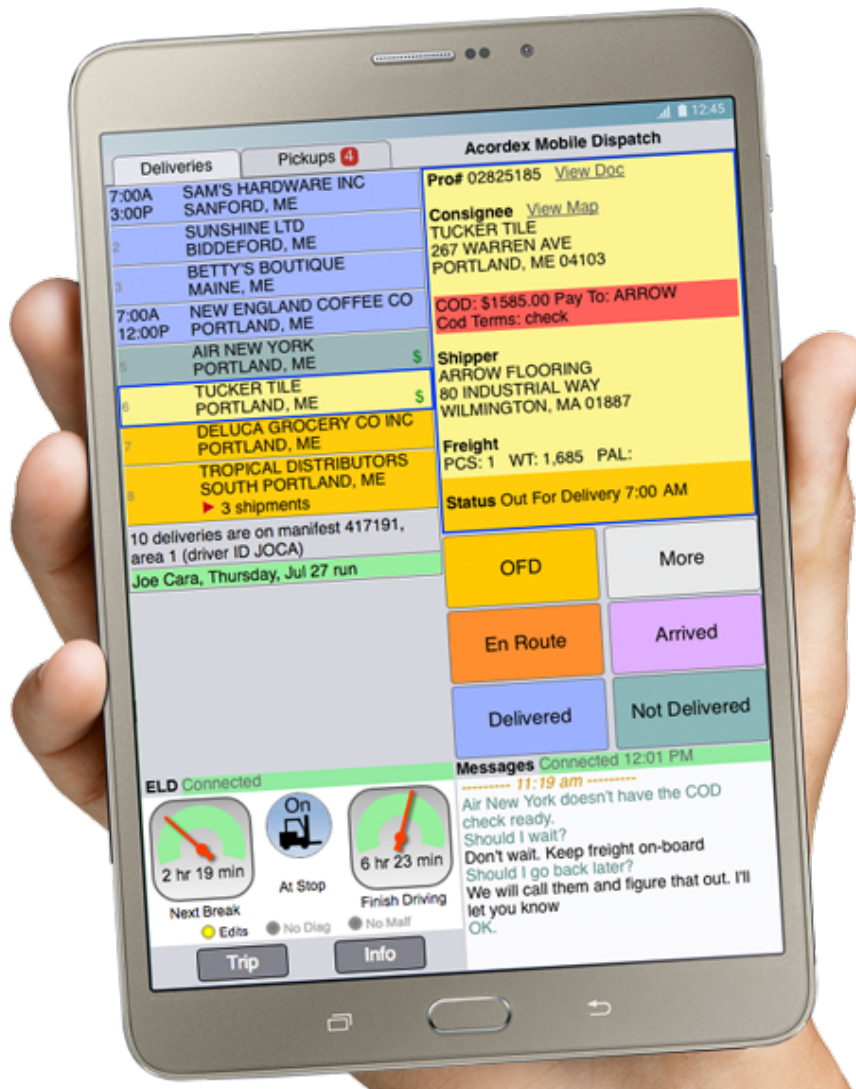 12:45
Deliveries
Pickups 4
Acordex Mobile Dispatch
7:00A SAM'S HARDWARE INC
3:00P SANFORD, ME
2 SUNSHINE LTD
BIDDEFORD, ME
3 BETTY'S BOUTIQUE
MAINE, ME
7:00A NEW ENGLAND COFFEE CO
12:00P PORTLAND, ME
5 AIR NEW YORK
PORTLAND, ME $
6 TUCKER TILE
PORTLAND, ME $
7 DELUCA GROCERY CO INC
PORTLAND, ME
8 TROPICAL DISTRIBUTORS
SOUTH PORTLAND, ME
3 shipments
10 deliveries are on manifest 417191,
area 1 (driver ID JOCA)
Joe Cara, Thursday, Jul 27 run
Pro# 02825185 View Doc
Consignee View Map
TUCKER TILE
267 WARREN AVE
PORTLAND, ME 04103
COD: $1585.00 Pay To: ARROW
Cod Terms: check
Shipper
ARROW FLOORING
80 INDUSTRIAL WAY
WILMINGTON, MA 01887
Freight
PCS: 1 WT: 1,685 PAL:
Status Out For Delivery 7:00 AM
OFD
More
En Route
Arrived
Delivered
Not Delivered
ELD Connected
On
2 hr 19 min
6 hr 23 min
At Stop
Next Break
Finish Driving
Edits
No Diag
No Malf
Trip
Info
Messages Connected 12:01 PM
--------- 11:19 am ---------
Air New York doesn't have the COD
check ready.
Should I wait?
Don't wait. Keep freight on-board
Should I go back later?
We will call them and figure that out. I'll
let you know
OK.